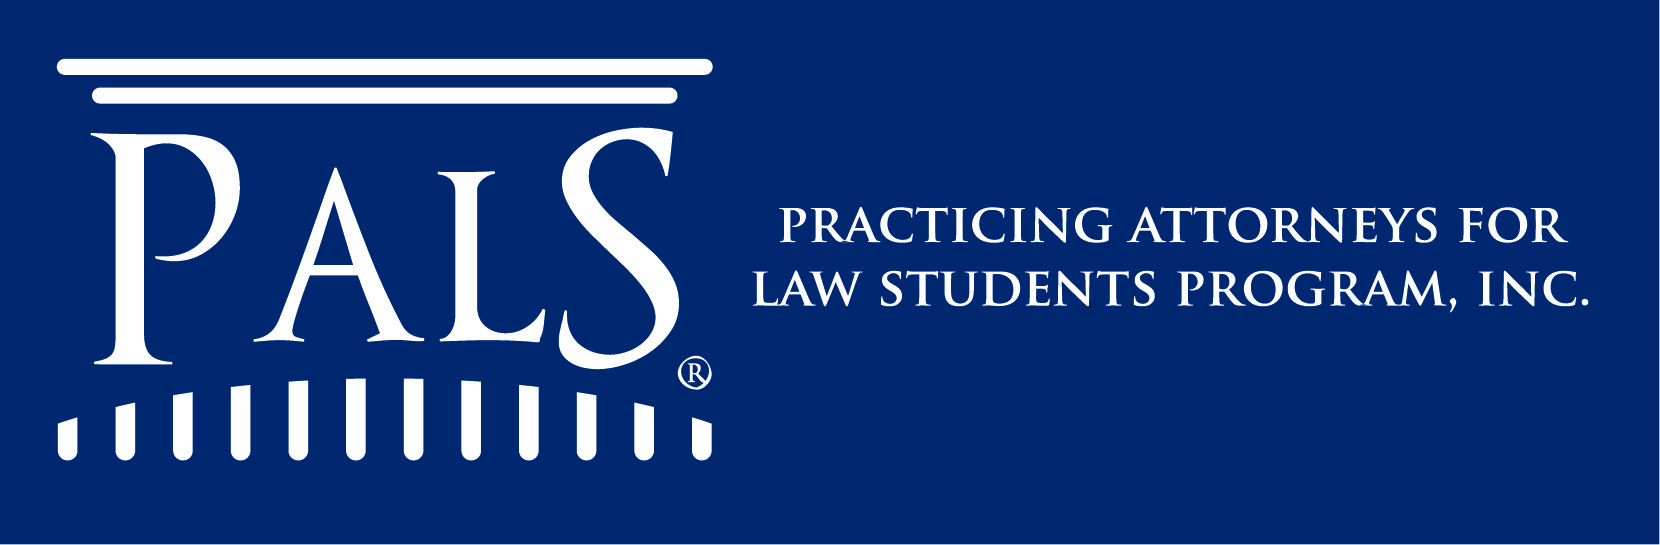 PALS®
PRACTICING ATTORNEYS FOR
LAW STUDENTS PROGRAM, INC.